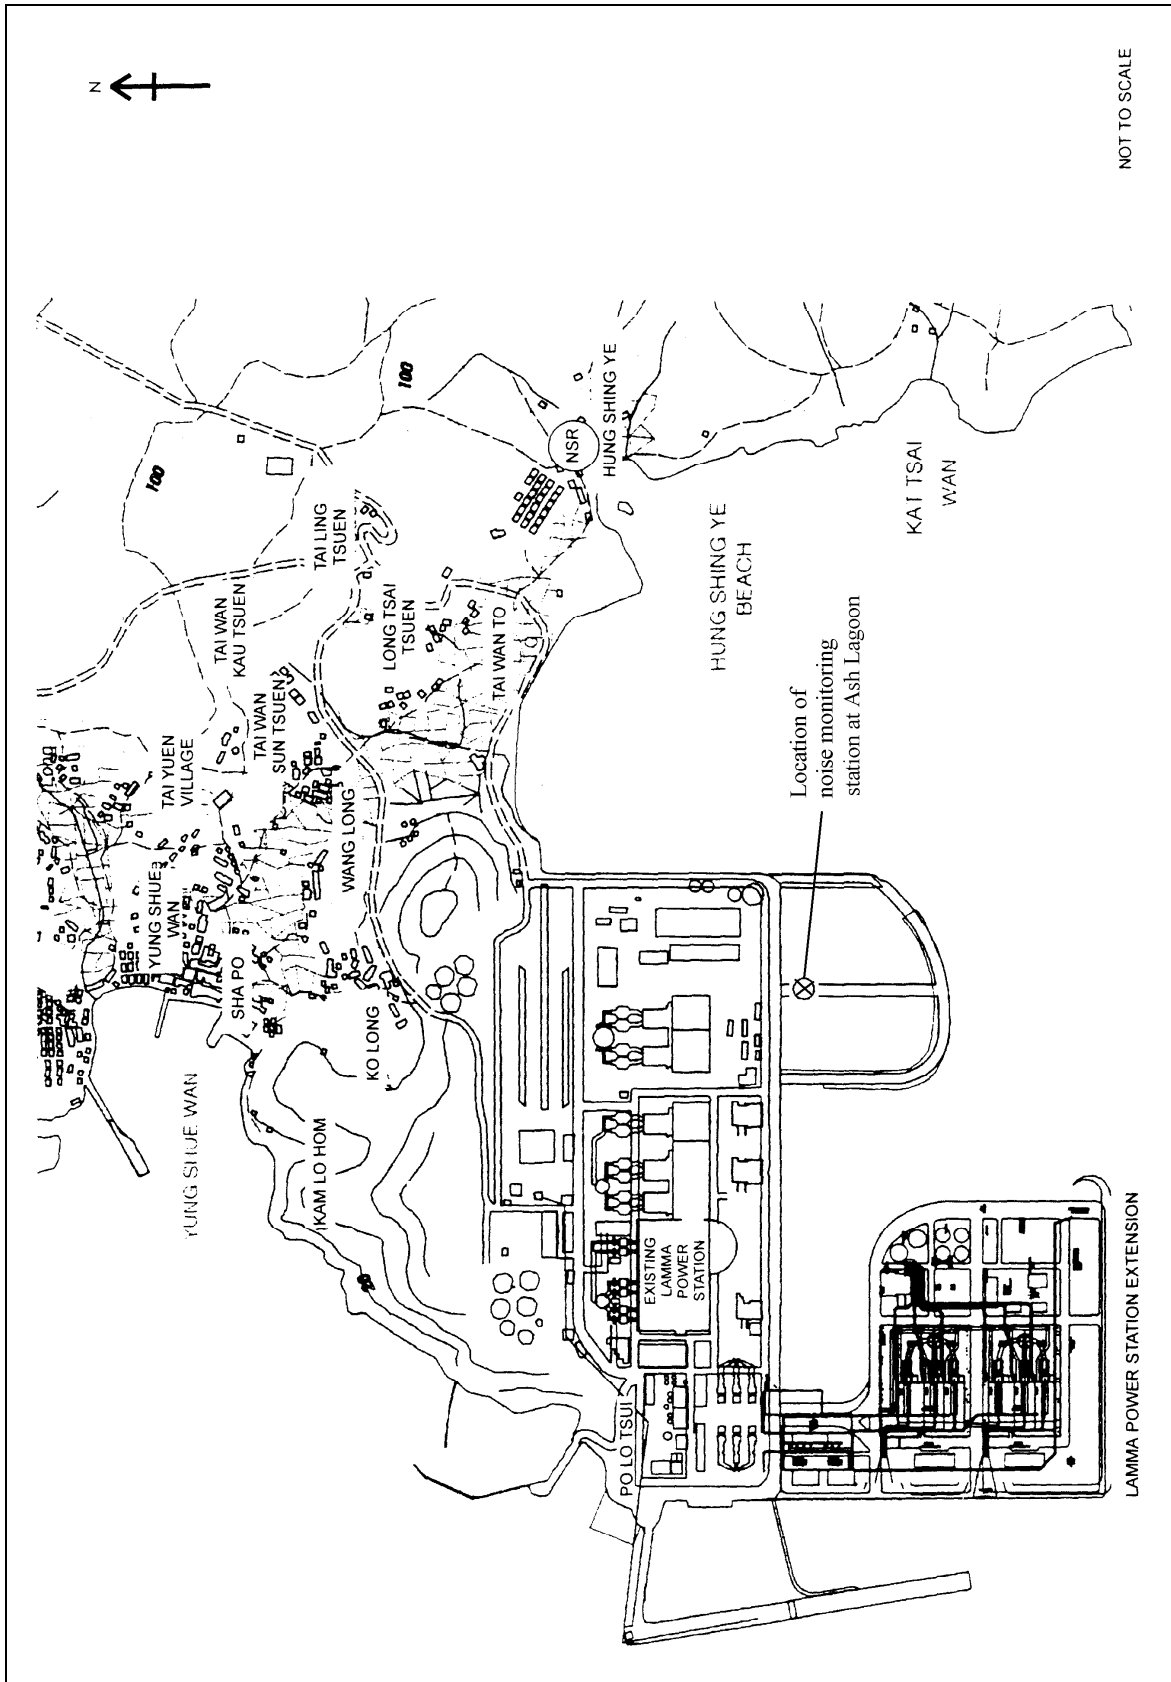 N
NOT TO SCALE
100
100
TAI LING
TSUEN
NSR
HUNG SHING YE
KAI TSAI
WAN
TAI WAN
KAU TSUEN
LONG TSAI
TSUEN
TAI WAN TO
HUNG SHING YE
BEACH
TAI YUEN
VILLAGE
TAI WAN
SUN TSUEN
YUNG SHUE
WAN
WANG LONG
Location of
noise monitoring
station at Ash Lagoon
SHA PO
KO LONG
YUNG SHUE WAN
KAM LO HOM
EXISTING
LAMMA
POWER
STATION
PO LO TSUI
LAMMA POWER STATION EXTENSION